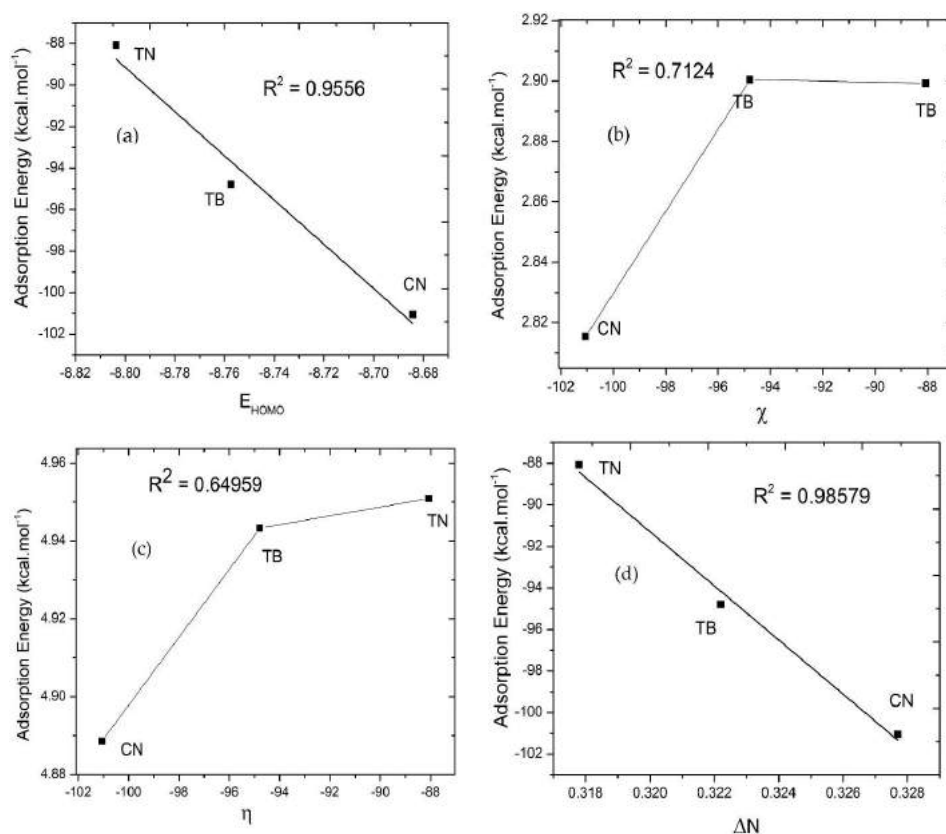 Adsorption Energy (kcal.mol⁻¹)
-88
-90
-92
-94
-96
-98
-100
-102
TN
R² = 0.9556
(a)
TB
CN
-8.82 -8.80 -8.78 -8.76 -8.74 -8.72 -8.70 -8.68
E_HOMO
Adsorption Energy (kcal.mol⁻¹)
2.92
2.90
2.88
2.86
2.84
2.82
R² = 0.7124
TB
TB
(b)
CN
-102 -100 -98 -96 -94 -92 -90 -88
χ
Adsorption Energy (kcal.mol⁻¹)
4.96
4.94
4.92
4.90
4.88
R² = 0.64959
TN
(c)
TB
CN
-102 -100 -98 -96 -94 -92 -90 -88
η
Adsorption Energy (kcal.mol⁻¹)
-88
-90
-92
-94
-96
-98
-100
-102
TN
R² = 0.98579
(d)
TB
CN
0.318 0.320 0.322 0.324 0.326 0.328
ΔN